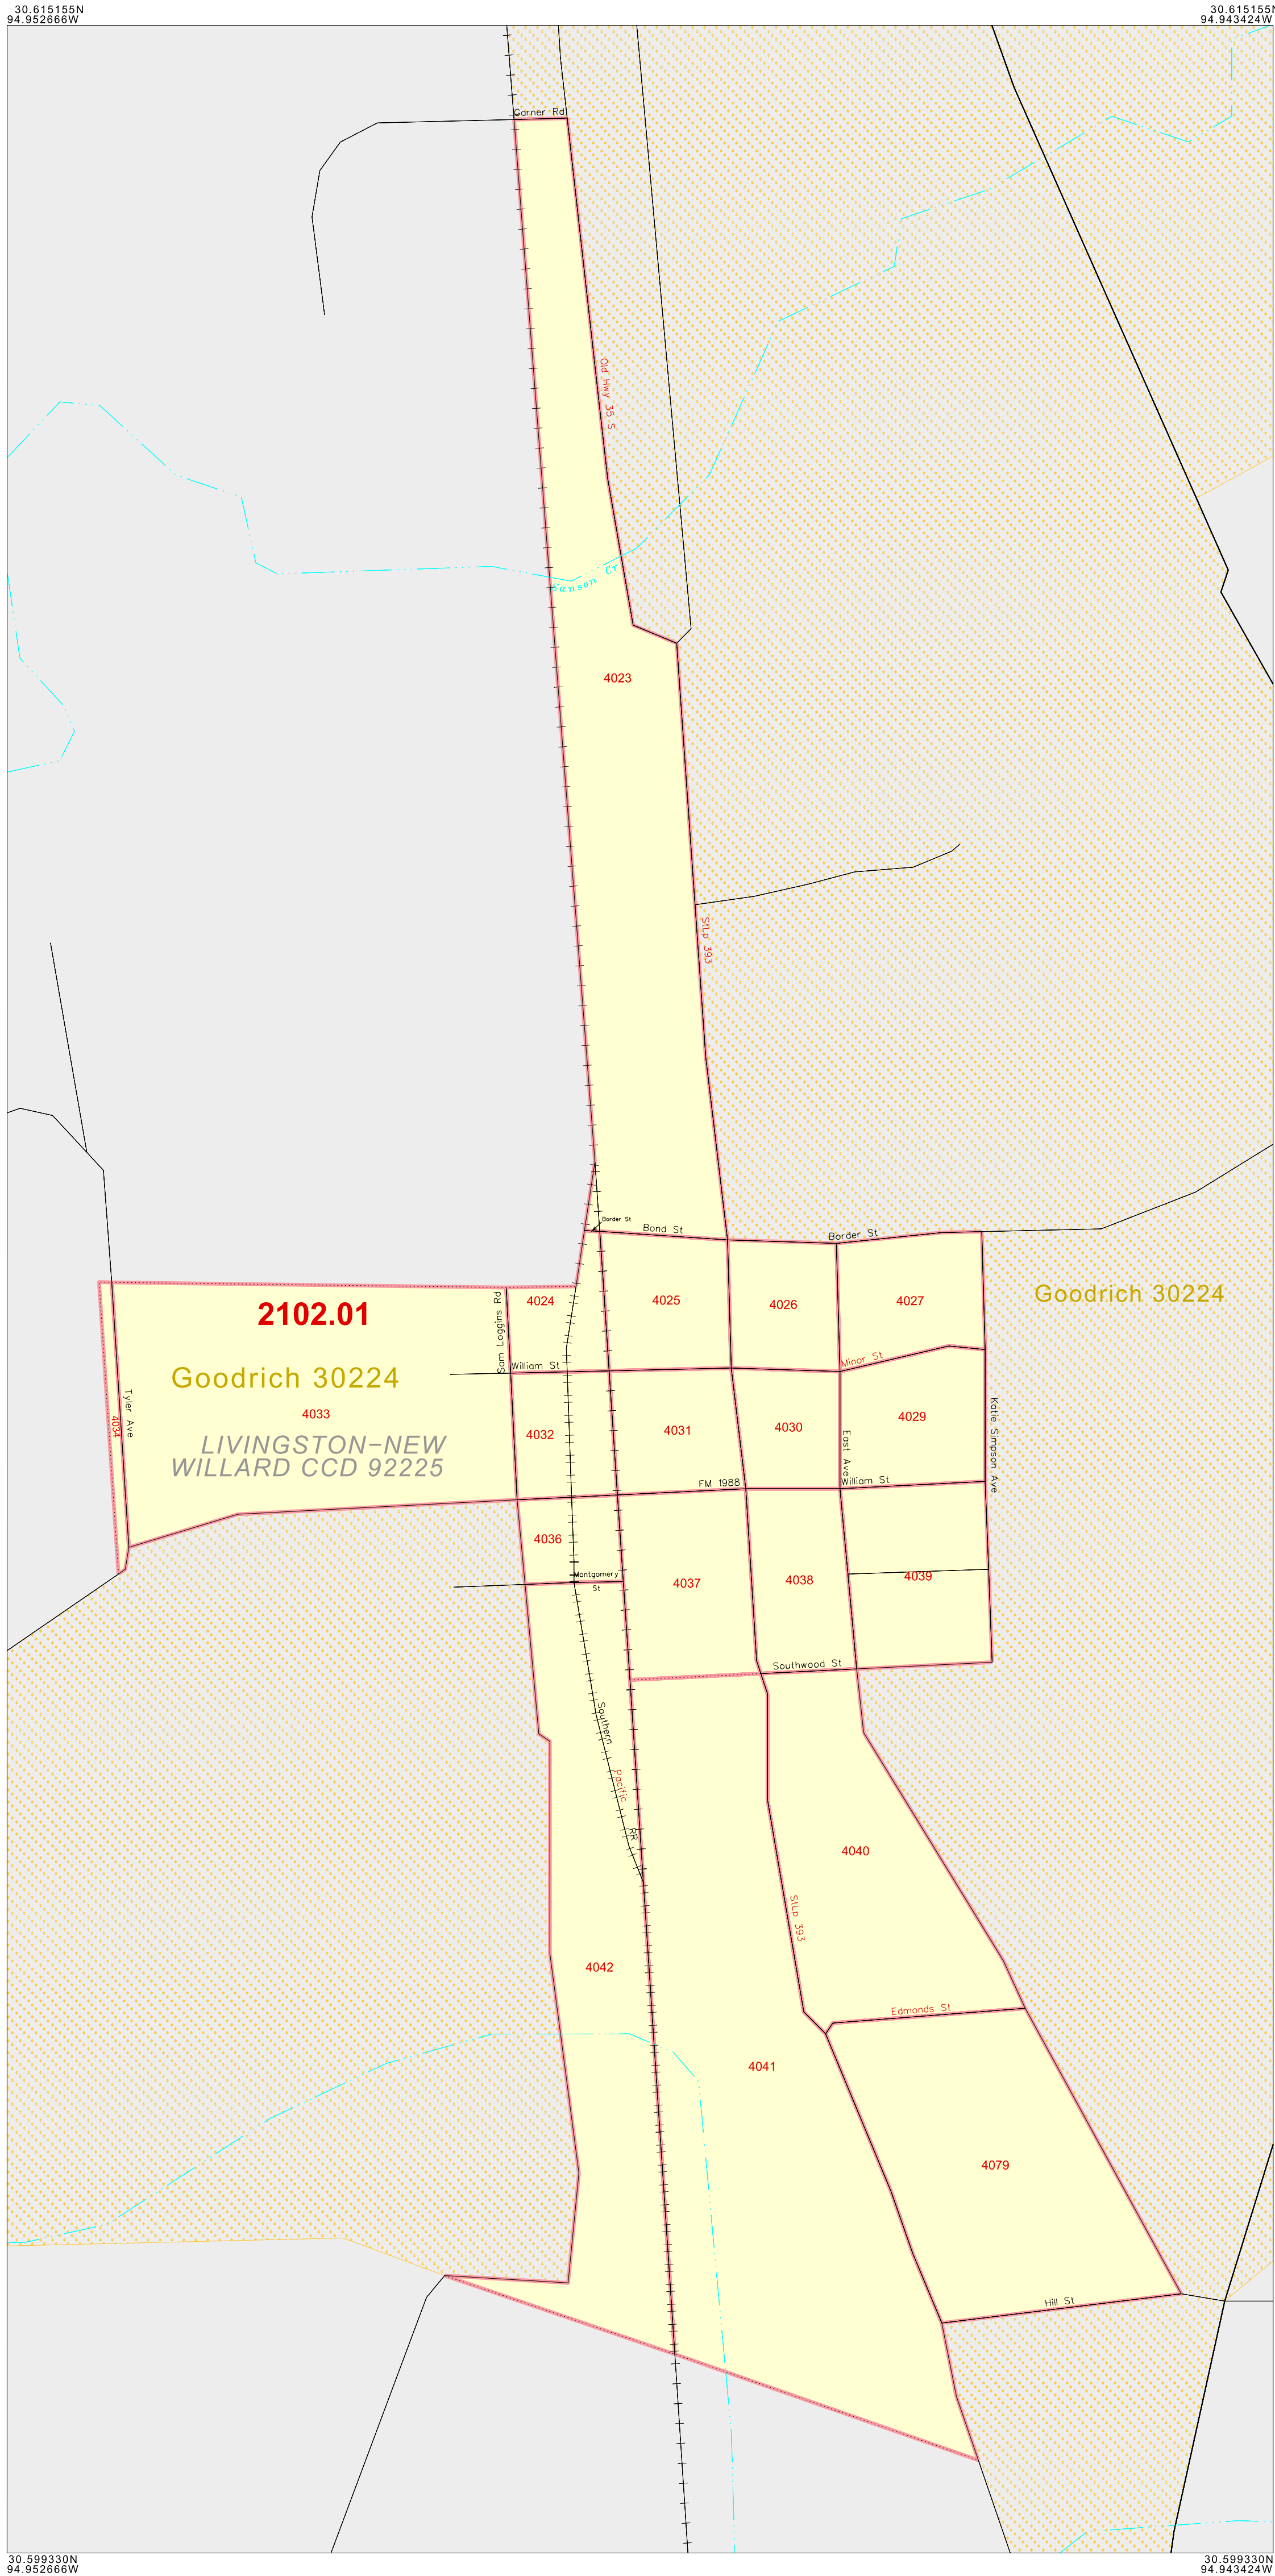 30.615155N
94.952666W
30.615155N
94.943424W
Garner Rd
Old Hwy 35 S
Sanson Cr
4023
StLp 393
Border St
Bond St
Border St
Goodrich 30224
4024
4025
4026
4027
2102.01
Sam Loggins Rd
William St
Minor St
Goodrich 30224
Tyler Ave
4034
4033
4032
4031
4030
4029
East Ave
Katie Simpson Ave
LIVINGSTON-NEW
WILLARD CCD 92225
FM 1988
William St
4036
Montgomery
St
4037
4038
4039
Southwood St
Southern
Pacific
RR
4040
StLp 393
4042
Edmonds St
4041
4079
Hill St
30.599330N
94.952666W
30.599330N
94.943424W